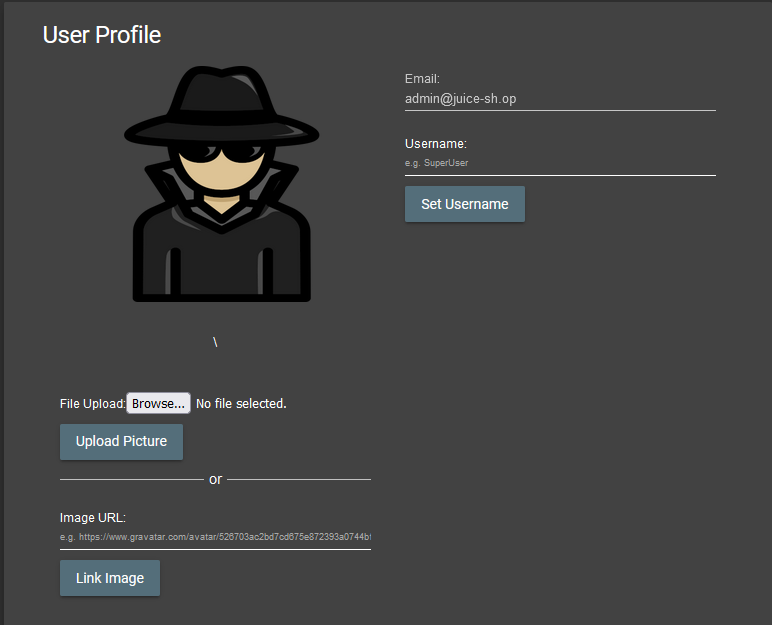 User Profile
Email:
admin@juice-sh.op
Username:
e.g. SuperUser
Set Username
\
File Upload: Browse... No file selected.
Upload Picture
or
Image URL:
e.g. https://www.gravatar.com/avatar/526703ac2bd7cd675e872393a0744bf
Link Image